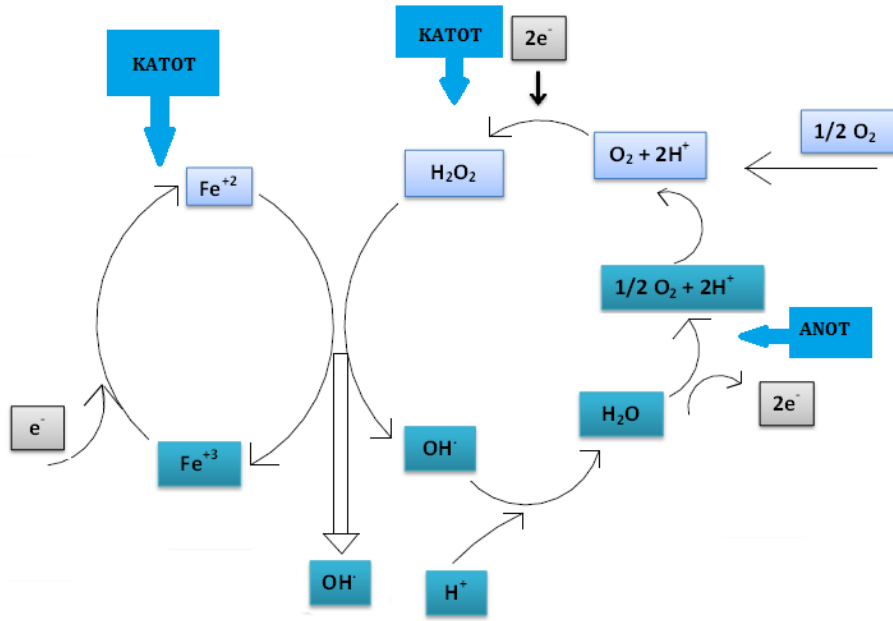 KATOT
KATOT
2e⁻
1/2 O₂
O₂ + 2H⁺
H₂O₂
Fe⁺²
1/2 O₂ + 2H⁺
ANOT
2e⁻
H₂O
e⁻
OH·
Fe⁺³
OH·
H⁺